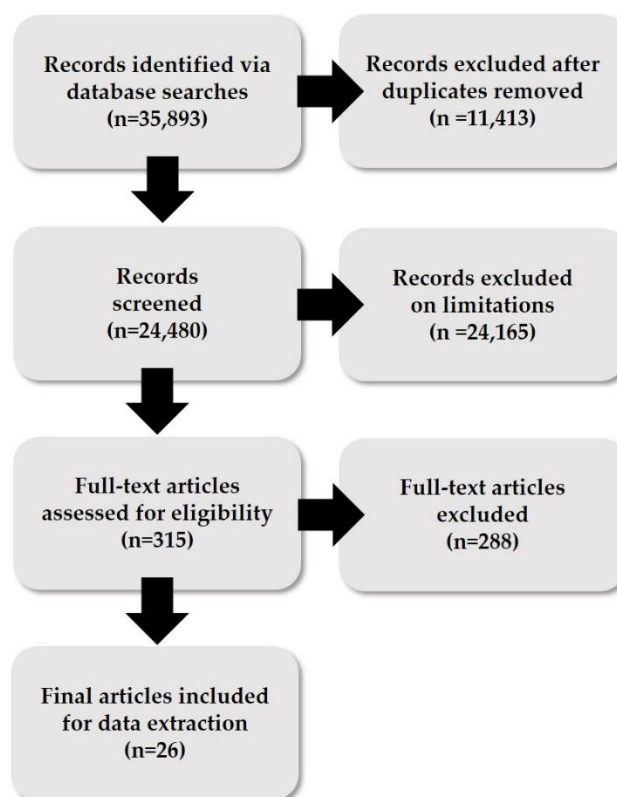 Records identified via
database searches
(n=35,893)
Records excluded after
duplicates removed
(n =11,413)
Records
screened
(n=24,480)
Records excluded
on limitations
(n =24,165)
Full-text articles
assessed for eligibility
(n=315)
Full-text articles
excluded
(n=288)
Final articles included
for data extraction
(n=26)